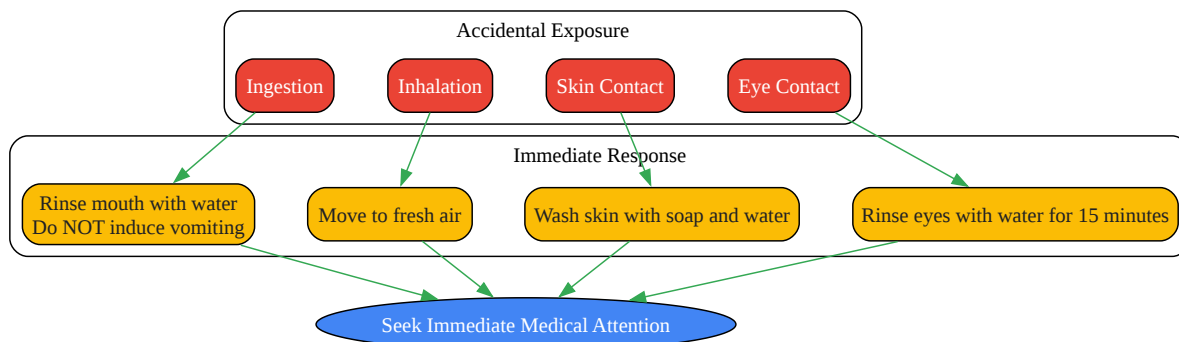 Accidental Exposure
Ingestion
Inhalation
Skin Contact
Eye Contact
Immediate Response
Rinse mouth with water
Do NOT induce vomiting
Move to fresh air
Wash skin with soap and water
Rinse eyes with water for 15 minutes
Seek Immediate Medical Attention